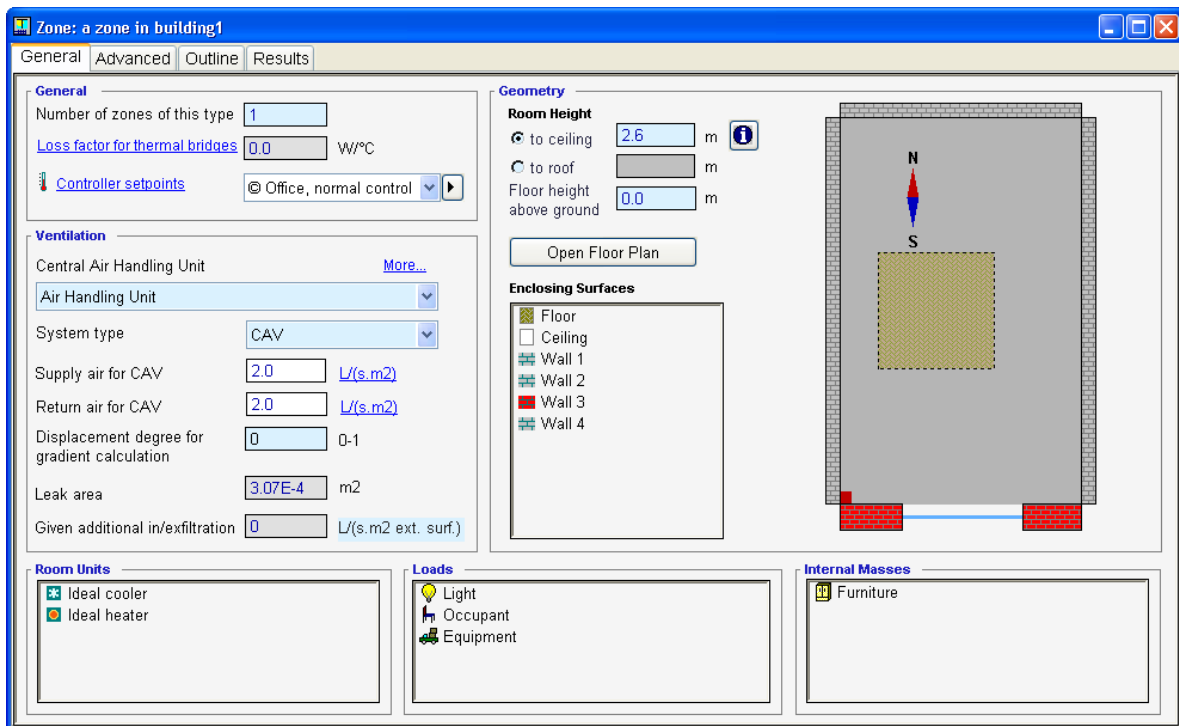 Zone: a zone in building1
General Advanced Outline Results
General
Number of zones of this type 1
Loss factor for thermal bridges 0.0 W/°C
Controller setpoints © Office, normal control
Ventilation
Central Air Handling Unit More...
Air Handling Unit
System type CAV
Supply air for CAV 2.0 L/(s.m2)
Return air for CAV 2.0 L/(s.m2)
Displacement degree for
gradient calculation 0 0-1
Leak area 3.07E-4 m2
Given additional in/exfiltration 0 L/(s.m2 ext. surf.)
Geometry
Room Height
to ceiling 2.6 m
to roof m
Floor height
above ground 0.0 m
Open Floor Plan
Enclosing Surfaces
Floor
Ceiling
Wall 1
Wall 2
Wall 3
Wall 4
N
S
Room Units
Ideal cooler
Ideal heater
Loads
Light
Occupant
Equipment
Internal Masses
Furniture